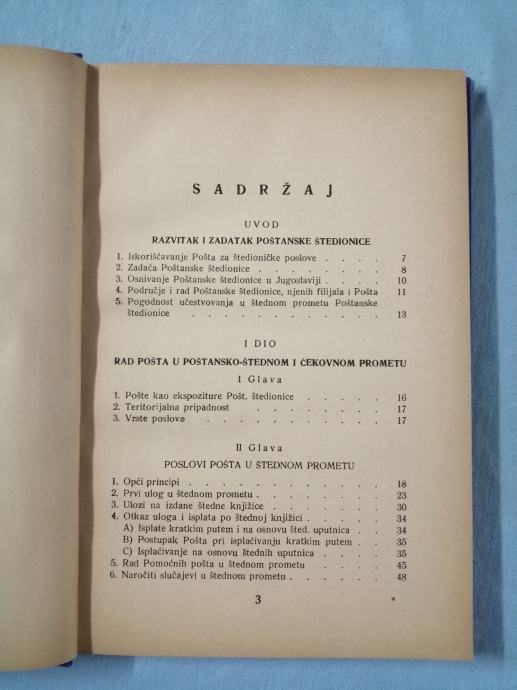 SADRŽAJ
UVOD
RAZVITAK I ZADATAK POŠTANSKE ŠTEDIONICE
1. Iskorišćavanje Pošta za štedioničke poslove . . . . 7
2. Zadaća Poštanske štedionice . . . . . . . . 8
3. Osnivanje Poštanske štedionice u Jugoslaviji . . . . 10
4. Područje i rad Poštanske štedionice, njenih filijala i Pošta 11
5. Pogodnost učestvovanja u štednom prometu Poštanske
štedionice . . . . . . . . . . . 13
I DIO
RAD POŠTA U POŠTANSKO-ŠTEDNOM I ČEKOVNOM PROMETU
I Glava
1. Pošte kao ekspoziture Pošt. štedionice . . . . . 16
2. Teritorijalna pripadnost . . . . . . . . 17
3. Vrste poslova . . . . . . . . . . 17
II Glava
POSLOVI POŠTA U ŠTEDNOM PROMETU
1. Opći principi . . . . . . . . . . . 18
2. Prvi ulog u štednom prometu . . . . . . . 23
3. Ulozi na izdane štedne knjižice . . . . . . 30
4. Otkaz uloga i isplata po štednoj knjižici . . . . 34
A) Isplate kratkim putem i na osnovu šted. uputnica . 34
B) Postupak Pošta pri isplaćivanju kratkim putem . . 35
C) Isplaćivanje na osnovu štednih uputnica . . . 35
5. Rad Pomoćnih pošta u štednom prometu . . . . 45
6. Naročiti slučajevi u štednom prometu . . . . . 48
3 *